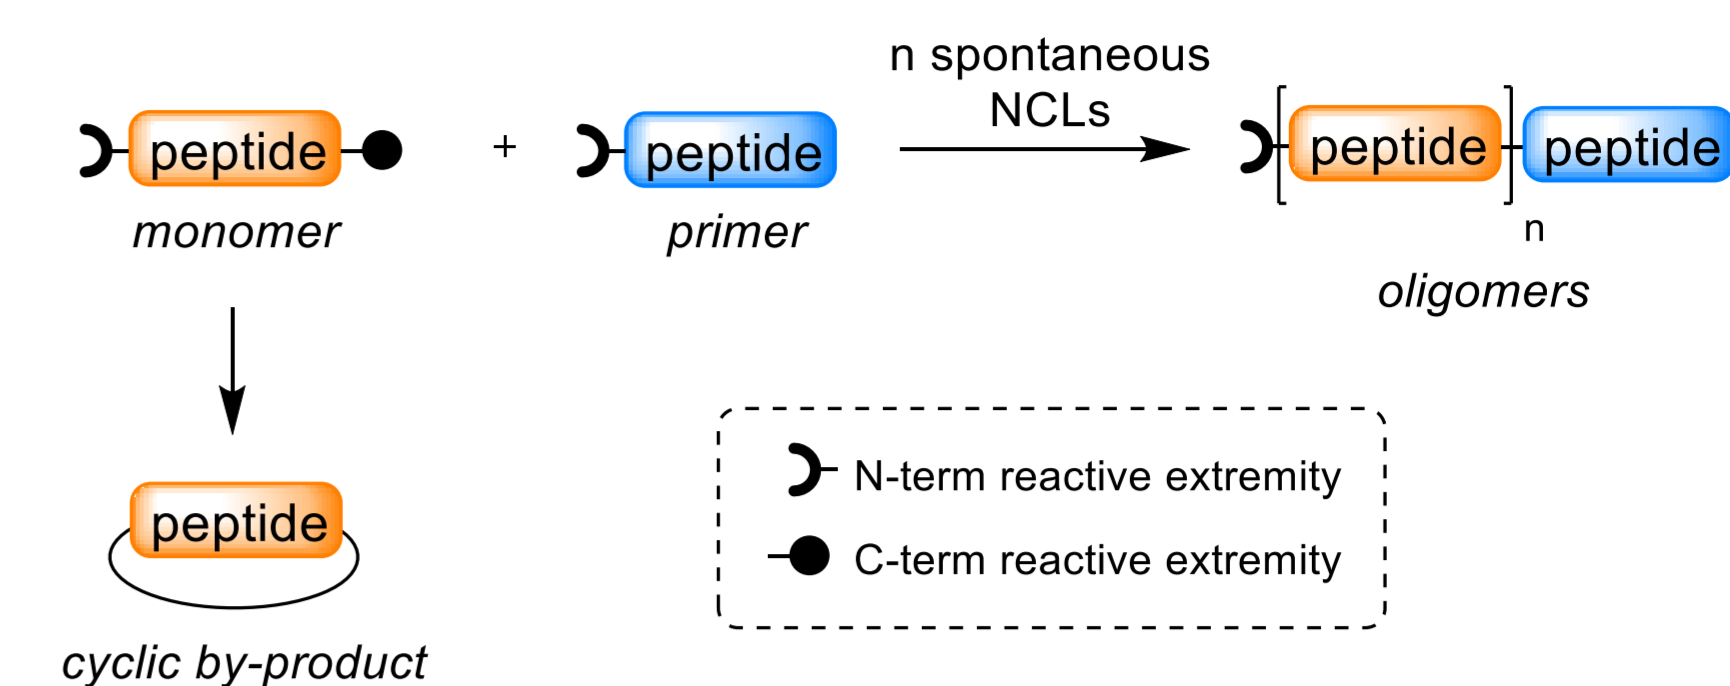 n spontaneous
NCLs
peptide
+
peptide
peptide
peptide
monomer
primer
n
oligomers
peptide
cyclic by-product
N-term reactive extremity
C-term reactive extremity